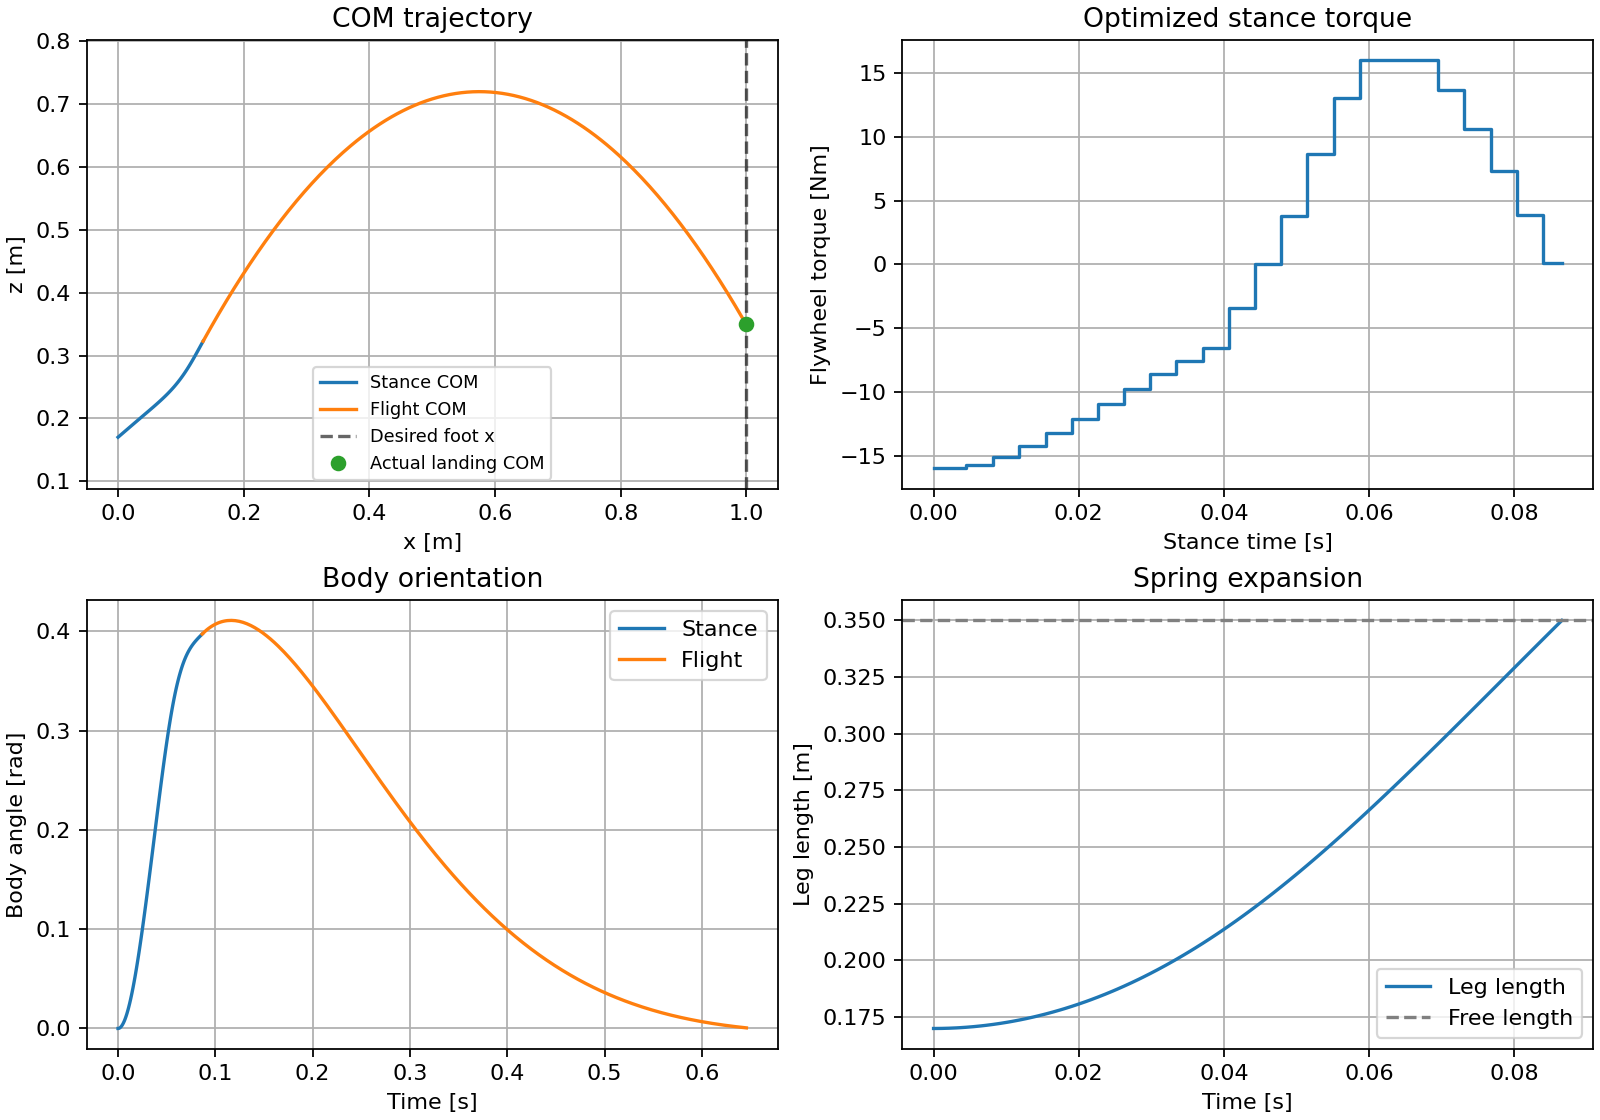 COM trajectory
z [m]
0.8
0.7
0.6
0.5
0.4
0.3
0.2
0.1
Stance COM
Flight COM
Desired foot x
Actual landing COM
0.0 0.2 0.4 0.6 0.8 1.0
x [m]
Optimized stance torque
Flywheel torque [Nm]
15
10
5
0
−5
−10
−15
0.00 0.02 0.04 0.06 0.08
Stance time [s]
Body orientation
Body angle [rad]
0.4
0.3
0.2
0.1
0.0
Stance
Flight
0.0 0.1 0.2 0.3 0.4 0.5 0.6
Time [s]
Spring expansion
Leg length [m]
0.350
0.325
0.300
0.275
0.250
0.225
0.200
0.175
Leg length
Free length
0.00 0.02 0.04 0.06 0.08
Time [s]